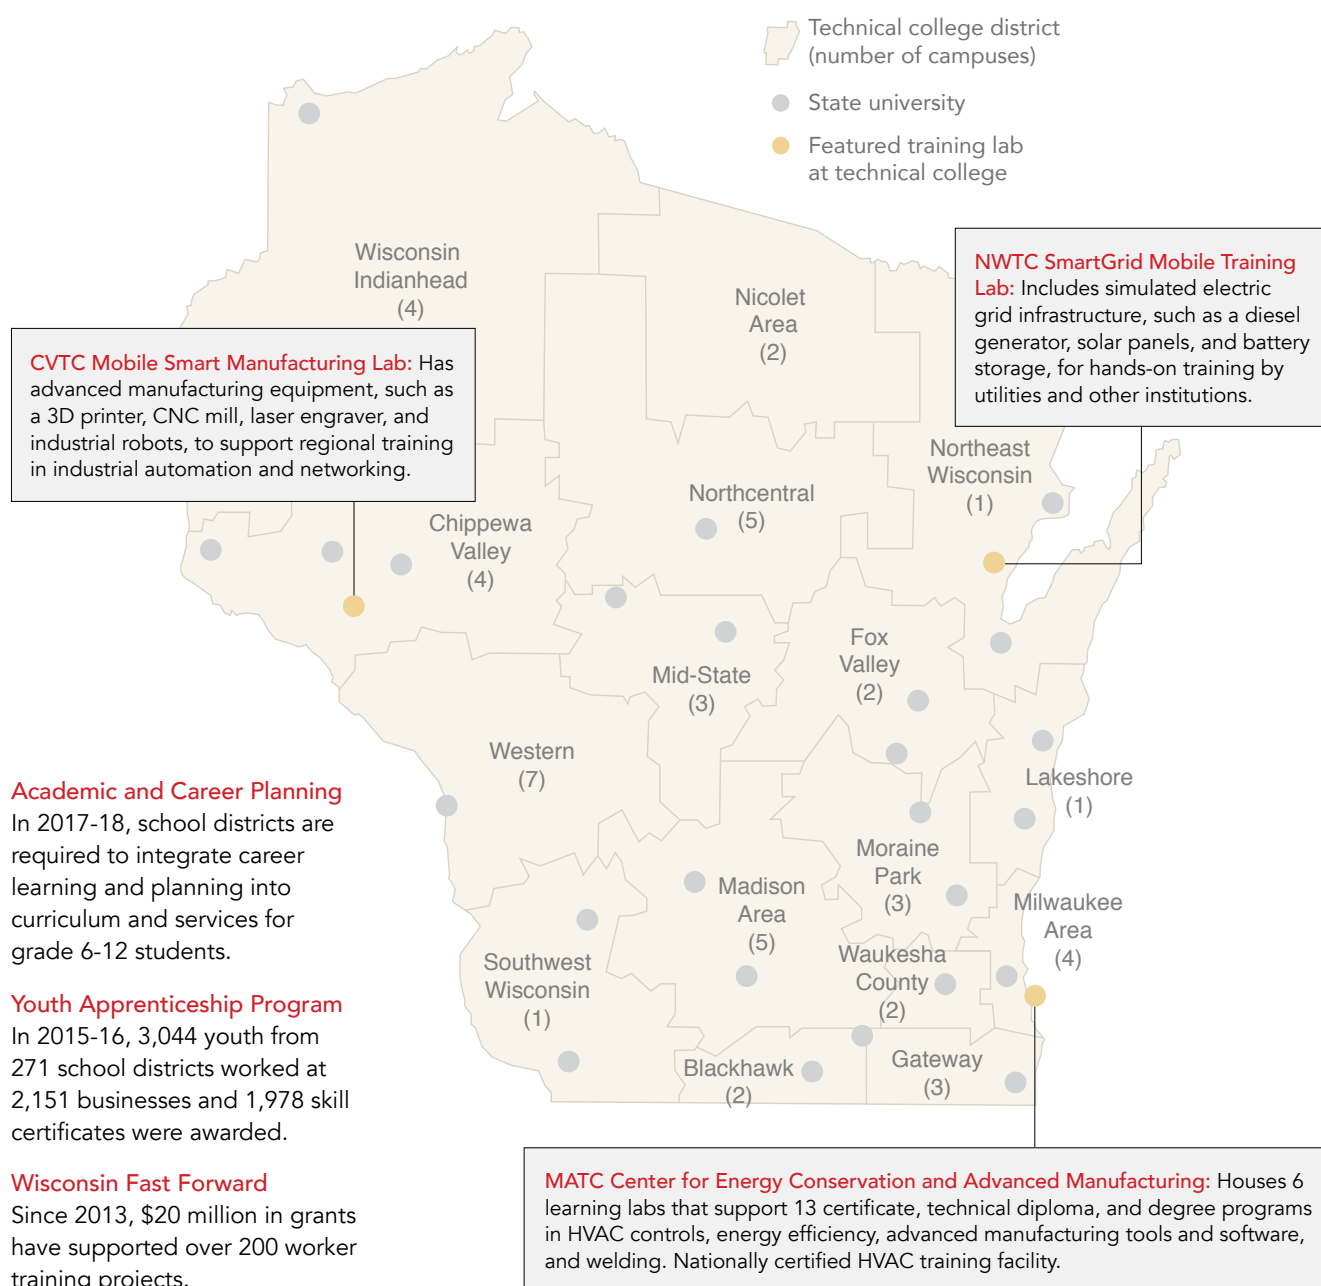 Technical college district
(number of campuses)
State university
Featured training lab
at technical college
Wisconsin
Indianhead
(4)
Nicolet
Area
(2)
NWTC SmartGrid Mobile Training
Lab: Includes simulated electric
grid infrastructure, such as a diesel
generator, solar panels, and battery
storage, for hands-on training by
utilities and other institutions.
CVTC Mobile Smart Manufacturing Lab: Has
advanced manufacturing equipment, such as
a 3D printer, CNC mill, laser engraver, and
industrial robots, to support regional training
in industrial automation and networking.
Northeast
Wisconsin
(1)
Northcentral
(5)
Chippewa
Valley
(4)
Fox
Valley
(2)
Mid-State
(3)
Western
(7)
Lakeshore
(1)
Moraine
Park
(3)
Madison
Area
(5)
Milwaukee
Area
(4)
Waukesha
County
(2)
Southwest
Wisconsin
(1)
Blackhawk
(2)
Gateway
(3)
Academic and Career Planning
In 2017-18, school districts are
required to integrate career
learning and planning into
curriculum and services for
grade 6-12 students.
Youth Apprenticeship Program
In 2015-16, 3,044 youth from
271 school districts worked at
2,151 businesses and 1,978 skill
certificates were awarded.
Wisconsin Fast Forward
Since 2013, $20 million in grants
have supported over 200 worker
training projects.
MATC Center for Energy Conservation and Advanced Manufacturing: Houses 6
learning labs that support 13 certificate, technical diploma, and degree programs
in HVAC controls, energy efficiency, advanced manufacturing tools and software,
and welding. Nationally certified HVAC training facility.